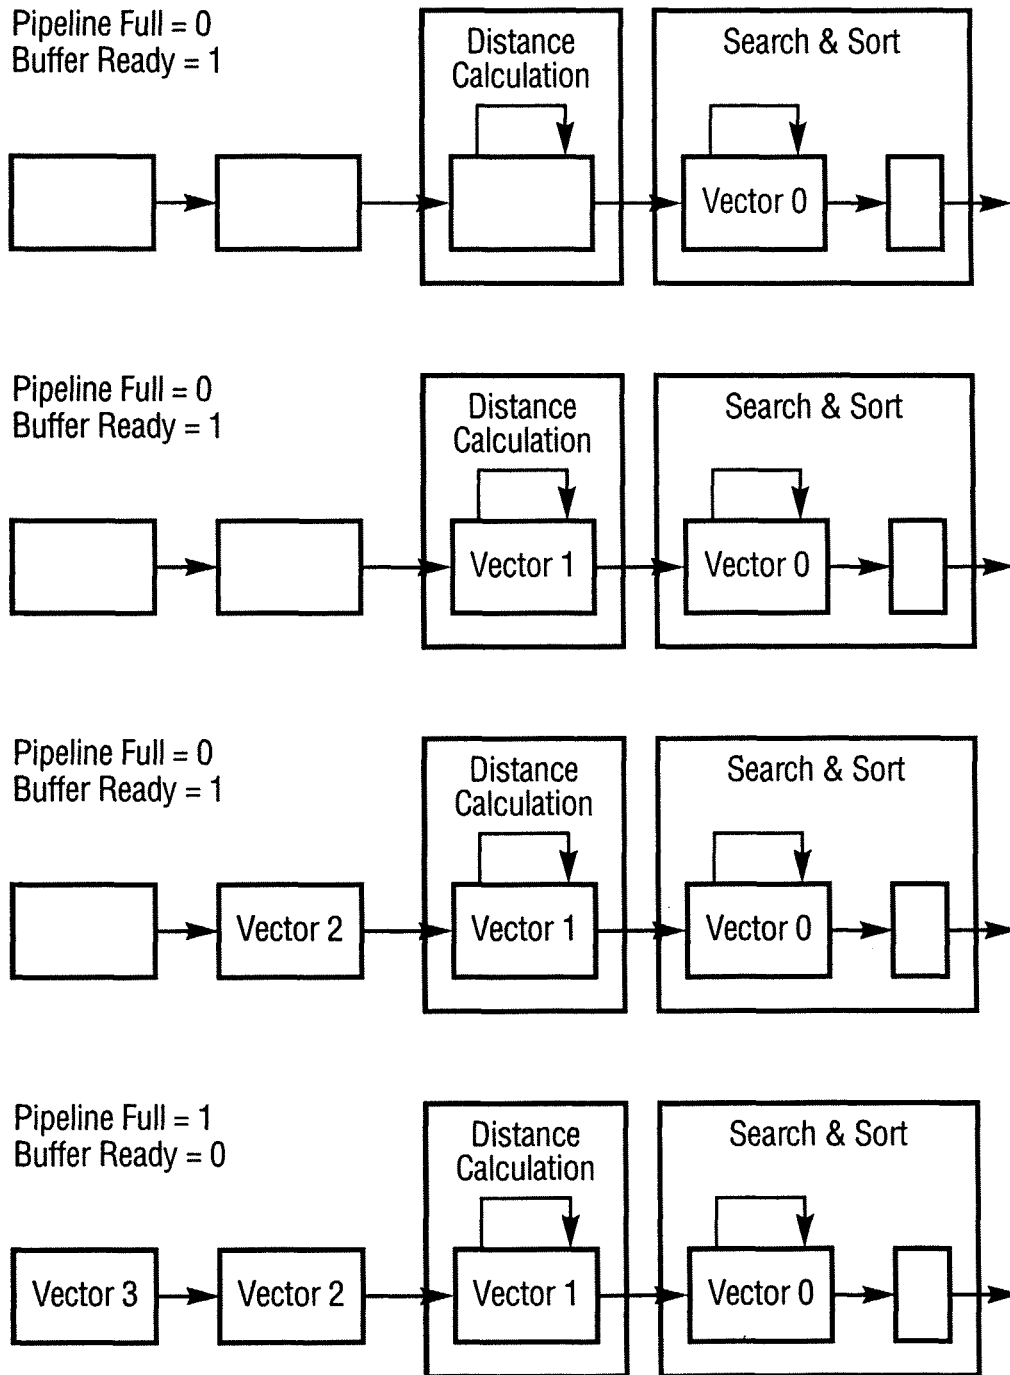 Pipeline Full = 0
Buffer Ready = 1
Distance
Calculation
Search & Sort
Vector 0
Pipeline Full = 0
Buffer Ready = 1
Distance
Calculation
Search & Sort
Vector 1
Vector 0
Pipeline Full = 0
Buffer Ready = 1
Distance
Calculation
Search & Sort
Vector 2
Vector 1
Vector 0
Pipeline Full = 1
Buffer Ready = 0
Distance
Calculation
Search & Sort
Vector 3
Vector 2
Vector 1
Vector 0